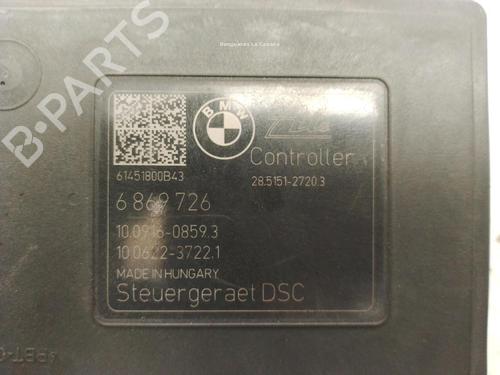 Desguaces La Cabaña
B-PARTS
BMW
Ate
Controller
61451800B43
28.5151-2720.3
6 869 726
10.0916-0859.3
10.0622-3722.1
MADE IN HUNGARY
Steuergeraet DSC